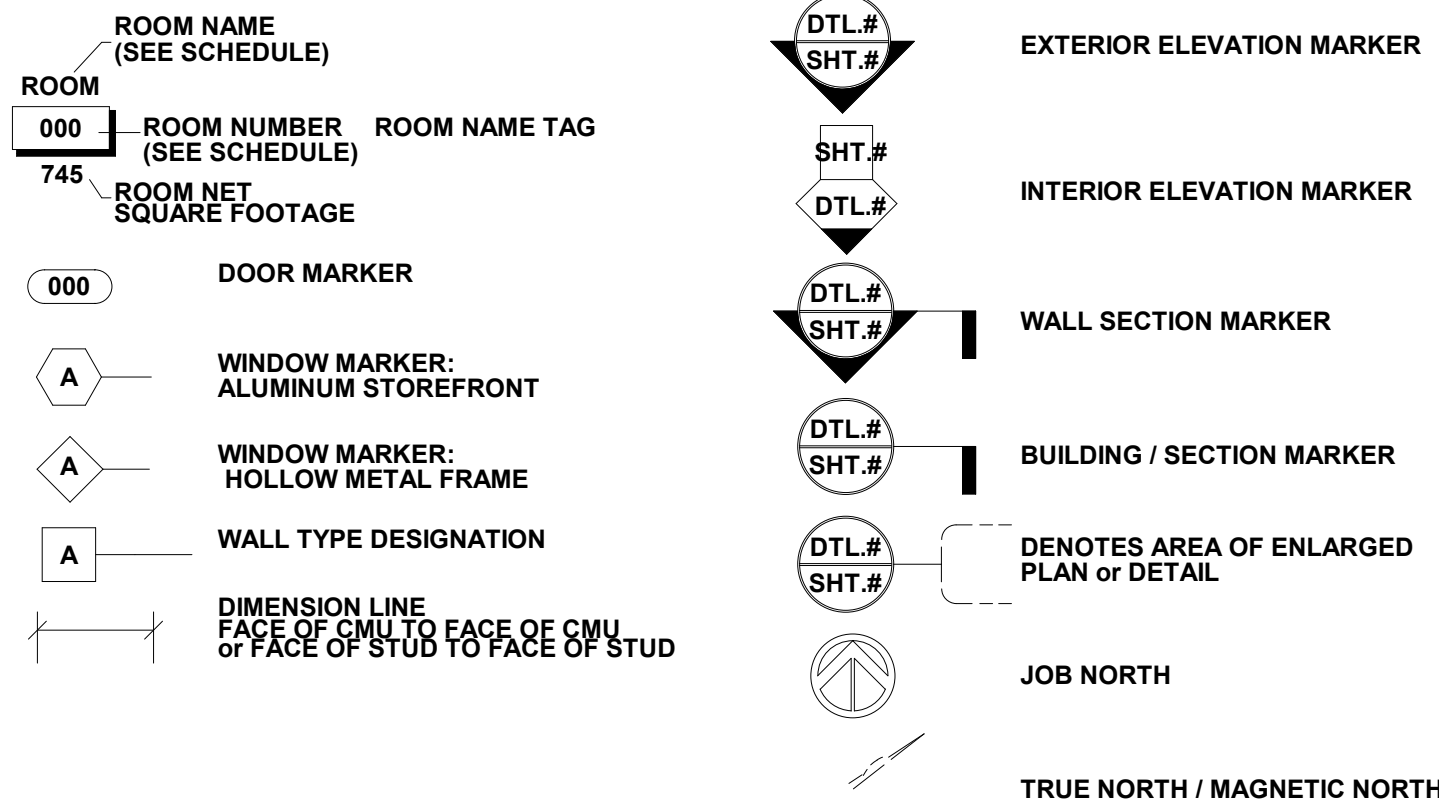 ROOM NAME
(SEE SCHEDULE)
ROOM
000
ROOM NUMBER
(SEE SCHEDULE)
ROOM NAME TAG
745
ROOM NET
SQUARE FOOTAGE
000
DOOR MARKER
A
WINDOW MARKER:
ALUMINUM STOREFRONT
A
WINDOW MARKER:
HOLLOW METAL FRAME
A
WALL TYPE DESIGNATION
DIMENSION LINE
FACE OF CMU TO FACE OF CMU
or FACE OF STUD TO FACE OF STUD
DTL.#
SHT.#
EXTERIOR ELEVATION MARKER
SHT.#
DTL.#
INTERIOR ELEVATION MARKER
DTL.#
SHT.#
WALL SECTION MARKER
DTL.#
SHT.#
BUILDING / SECTION MARKER
DTL.#
SHT.#
DENOTES AREA OF ENLARGED
PLAN or DETAIL
JOB NORTH
TRUE NORTH / MAGNETIC NORTH